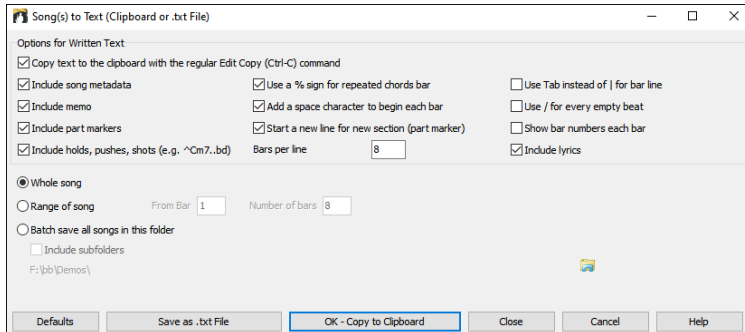 Song(s) to Text (Clipboard or .txt File)
Options for Written Text
Copy text to the clipboard with the regular Edit Copy (Ctrl-C) command
Include song metadata Use a % sign for repeated chords bar Use Tab instead of | for bar line
Include memo Add a space character to begin each bar Use / for every empty beat
Include part markers Start a new line for new section (part marker) Show bar numbers each bar
Include holds, pushes, shots (e.g. ^Cm7..bd) Bars per line 8 Include lyrics
Whole song
Range of song From Bar 1 Number of bars 8
Batch save all songs in this folder
Include subfolders
F:\bb\Demos\
Defaults Save as .txt File OK - Copy to Clipboard Close Cancel Help